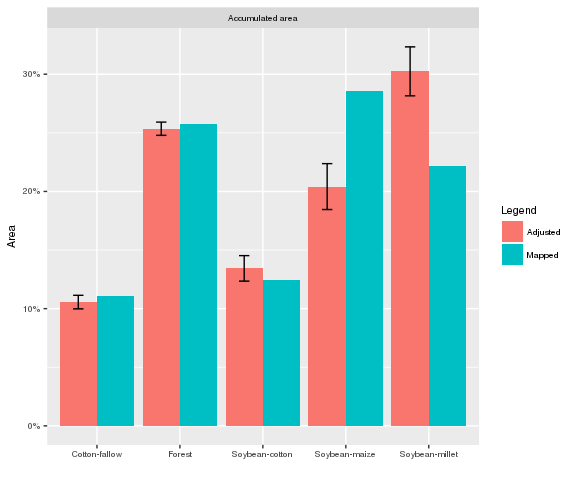 Accumulated area
30%
20%
10%
0%
Area
Cotton-fallow
Forest
Soybean-cotton
Soybean-maize
Soybean-millet
Legend
Adjusted
Mapped